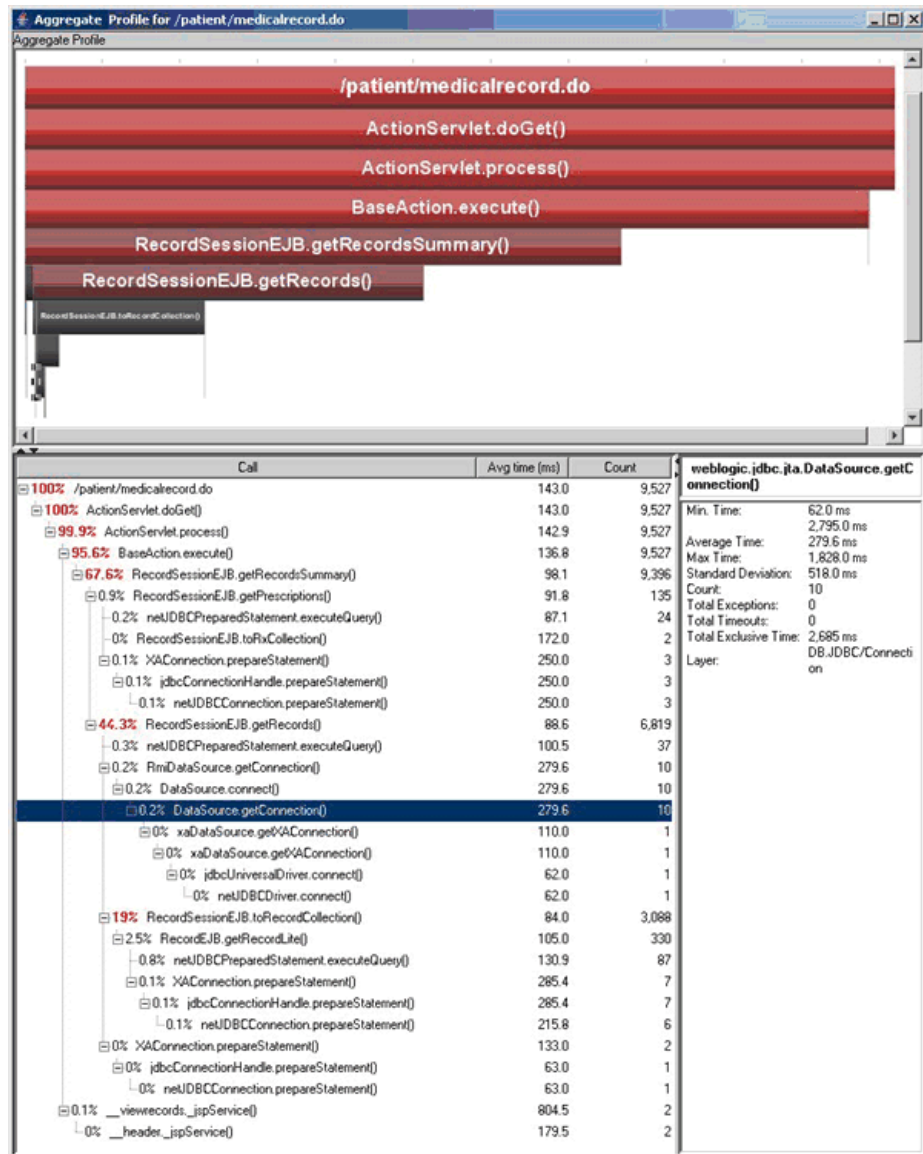 Aggregate Profile for /patient/medicalrecord.do
Aggregate Profile
/patient/medicalrecord.do
ActionServlet.doGet()
ActionServlet.process()
BaseAction.execute()
RecordSessionEJB.getRecordsSummary()
RecordSessionEJB.getRecords()
RecordSessionEJB.toRecordCollection()
Call Avg time (ms) Count
100% /patient/medicalrecord.do 143.0 9,527
100% ActionServlet.doGet() 143.0 9,527
99.9% ActionServlet.process() 142.9 9,527
95.6% BaseAction.execute() 136.8 9,527
67.6% RecordSessionEJB.getRecordsSummary() 98.1 9,396
0.9% RecordSessionEJB.getPrescriptions() 91.8 135
0.2% netJDBCPreparedStatement.executeQuery() 87.1 24
0% RecordSessionEJB.toRxCollection() 172.0 2
0.1% XAConnection.prepareStatement() 250.0 3
0.1% jdbcConnectionHandle.prepareStatement() 250.0 3
0.1% netJDBCConnection.prepareStatement() 250.0 3
44.3% RecordSessionEJB.getRecords() 88.6 6,819
0.3% netJDBCPreparedStatement.executeQuery() 100.5 37
0.2% RmiDataSource.getConnection() 279.6 10
0.2% DataSource.connect() 279.6 10
0.2% DataSource.getConnection() 279.6 10
0% xaDataSource.getXAConnection() 110.0 1
0% xaDataSource.getXAConnection() 110.0 1
0% jdbcUniversalDriver.connect() 62.0 1
0% netJDBCDriver.connect() 62.0 1
19% RecordSessionEJB.toRecordCollection() 84.0 3,088
2.5% RecordEJB.getRecordLite() 105.0 330
0.8% netJDBCPreparedStatement.executeQuery() 130.9 87
0.1% XAConnection.prepareStatement() 285.4 7
0.1% jdbcConnectionHandle.prepareStatement() 285.4 7
0.1% netJDBCConnection.prepareStatement() 215.8 6
0% XAConnection.prepareStatement() 133.0 2
0% jdbcConnectionHandle.prepareStatement() 63.0 1
0% netJDBCConnection.prepareStatement() 63.0 1
0.1% __viewrecords._jspService() 804.5 2
0% __header._jspService() 179.5 2
weblogic.jdbc.jta.DataSource.getC
onnection()
Min. Time: 62.0 ms
2,795.0 ms
Average Time: 279.6 ms
Max Time: 1,828.0 ms
Standard Deviation: 518.0 ms
Count: 10
Total Exceptions: 0
Total Timeouts: 0
Total Exclusive Time: 2,685 ms
Layer: DB.JDBC/Connecti
on